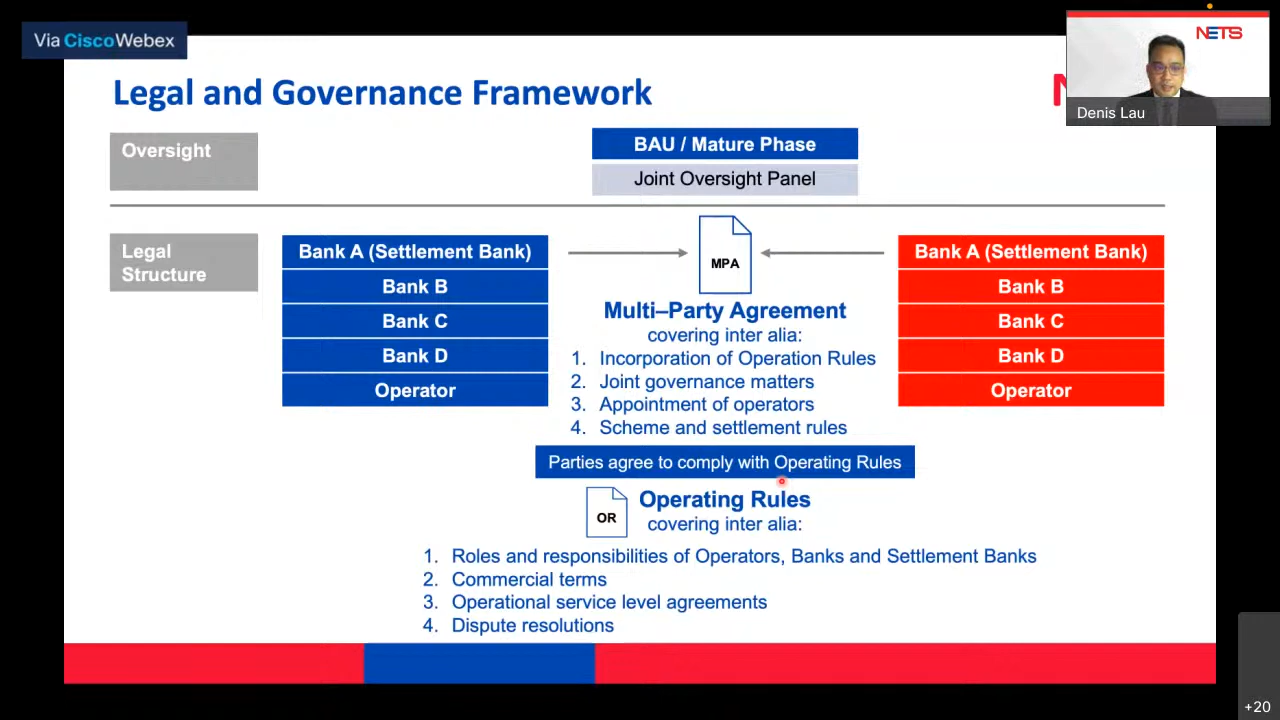 Via CiscoWebex
NETS
Denis Lau
Legal and Governance Framework
Oversight
BAU / Mature Phase
Joint Oversight Panel
Legal
Structure
Bank A (Settlement Bank)
Bank B
Bank C
Bank D
Operator
MPA
Multi–Party Agreement
covering inter alia:
1. Incorporation of Operation Rules
2. Joint governance matters
3. Appointment of operators
4. Scheme and settlement rules
Bank A (Settlement Bank)
Bank B
Bank C
Bank D
Operator
Parties agree to comply with Operating Rules
OR
Operating Rules
covering inter alia:
1. Roles and responsibilities of Operators, Banks and Settlement Banks
2. Commercial terms
3. Operational service level agreements
4. Dispute resolutions
+20